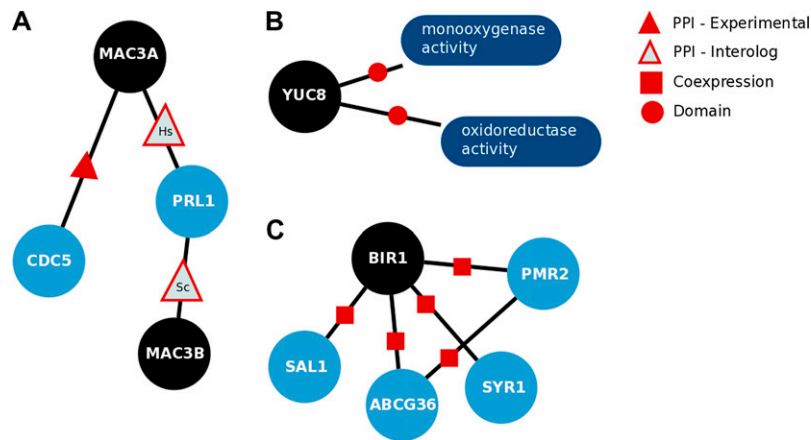 A
MAC3A
Hs
PRL1
CDC5
Sc
MAC3B
B
YUC8
monooxygenase
activity
oxidoreductase
activity
PPI - Experimental
PPI - Interolog
Coexpression
Domain
C
BIR1
PMR2
SAL1
ABCG36
SYR1